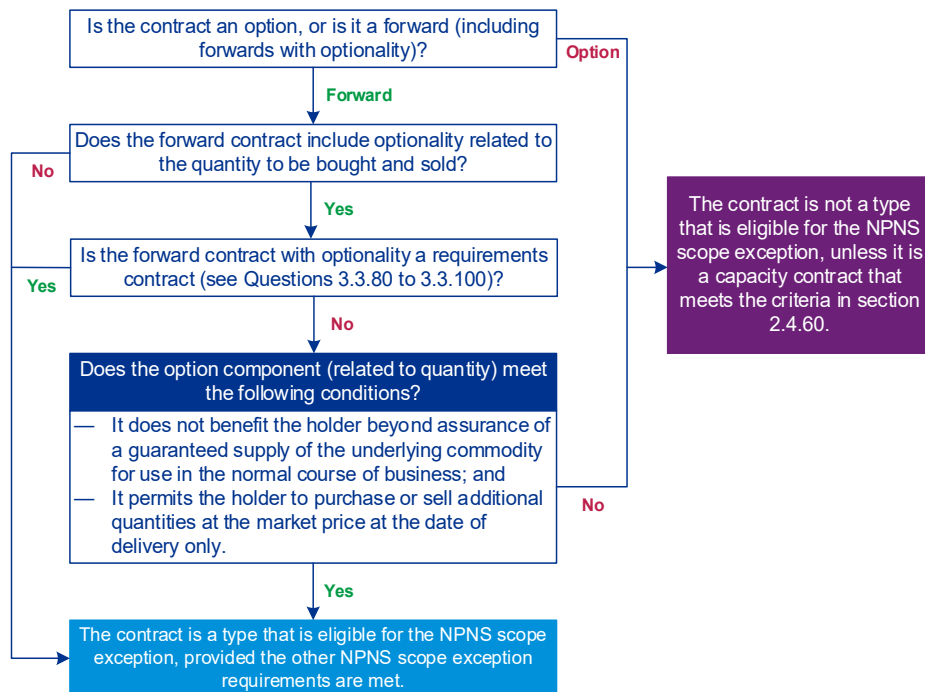 Is the contract an option, or is it a forward (including
forwards with optionality)?
Option
Forward
Does the forward contract include optionality related to
the quantity to be bought and sold?
No
Yes
The contract is not a type
that is eligible for the NPNS
scope exception, unless it is
a capacity contract that
meets the criteria in section
2.4.60.
Is the forward contract with optionality a requirements
contract (see Questions 3.3.80 to 3.3.100)?
Yes
No
Does the option component (related to quantity) meet
the following conditions?
— It does not benefit the holder beyond assurance of
a guaranteed supply of the underlying commodity
for use in the normal course of business; and
— It permits the holder to purchase or sell additional
quantities at the market price at the date of
delivery only.
No
Yes
The contract is a type that is eligible for the NPNS scope
exception, provided the other NPNS scope exception
requirements are met.